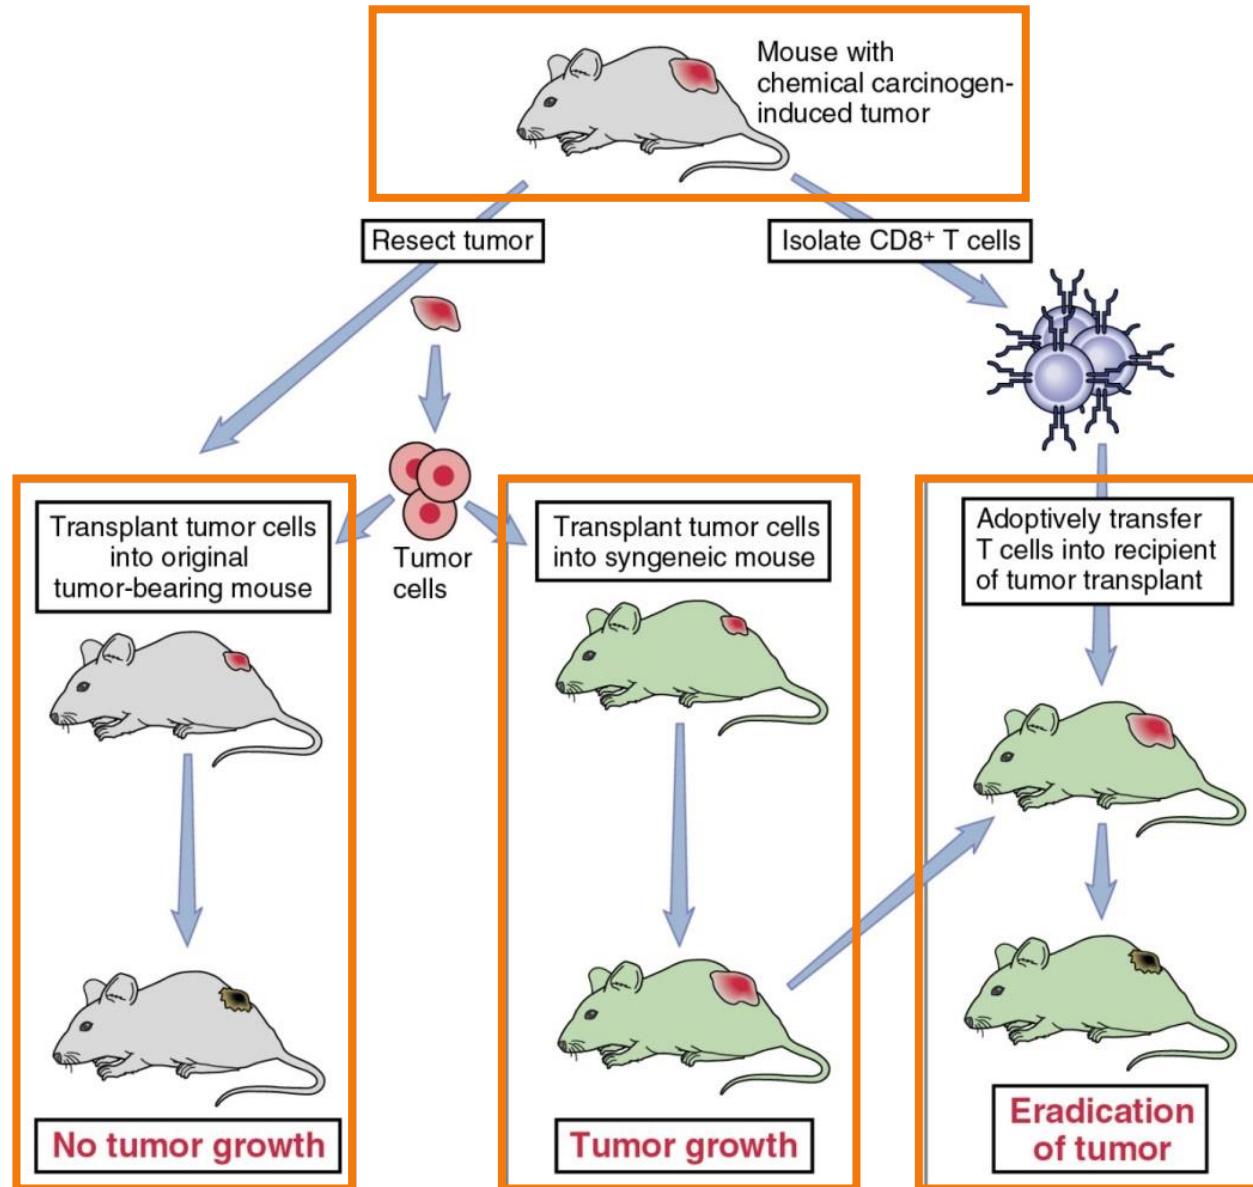 Mouse with
chemical carcinogen-
induced tumor
Resect tumor
Isolate CD8⁺ T cells
Transplant tumor cells
into original
tumor-bearing mouse
Tumor
cells
Transplant tumor cells
into syngeneic mouse
Adoptively transfer
T cells into recipient
of tumor transplant
No tumor growth
Tumor growth
Eradication
of tumor